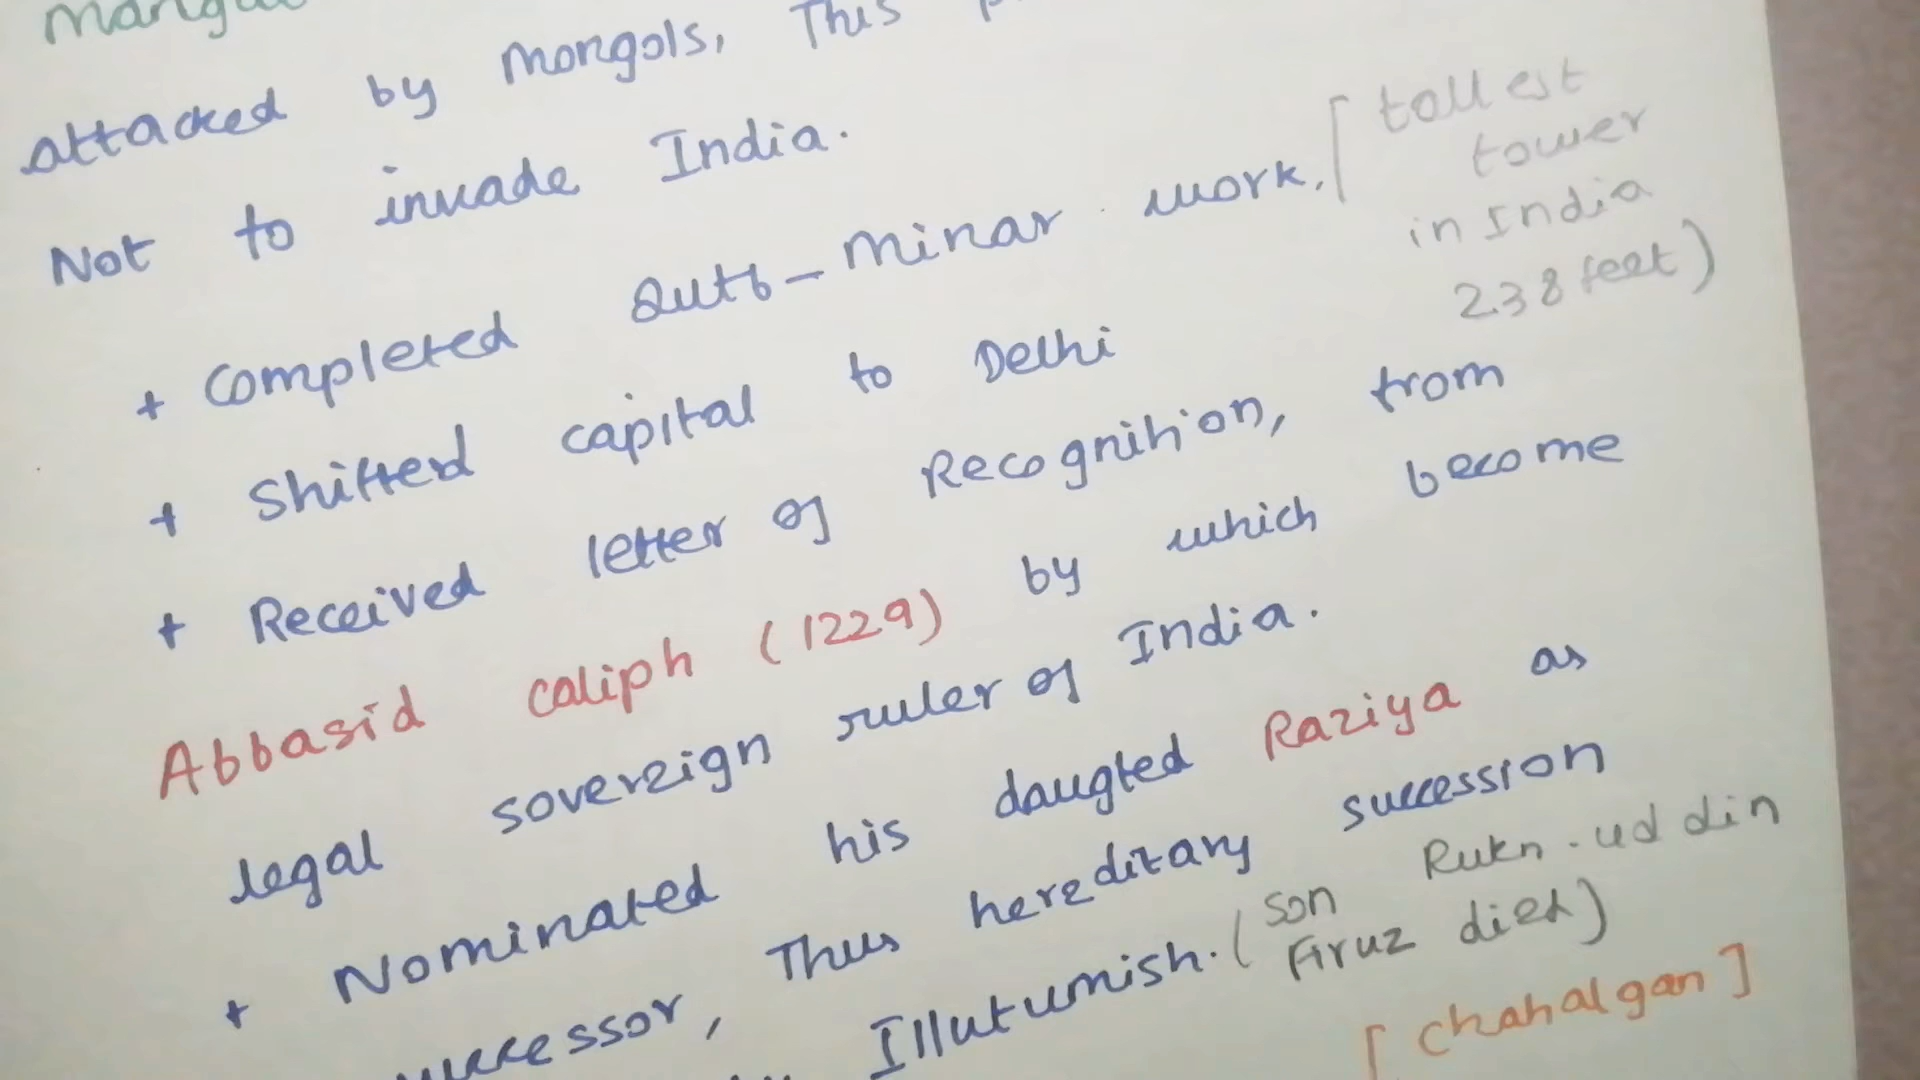 attacked by Mongols, This
Not to invade India.
+ Completed Qutb-Minar work. [tallest
tower
in India
238 feet)
+ Shifted capital to Delhi
+ Received letter of Recognition, from
Abbasid caliph (1229) by which become
legal sovereign ruler of India.
+ Nominated his daugted Raziya as
successor, Thus hereditary succession
Illutumish. (son Rukn-ud din
Firuz died)
[Chahalgan]